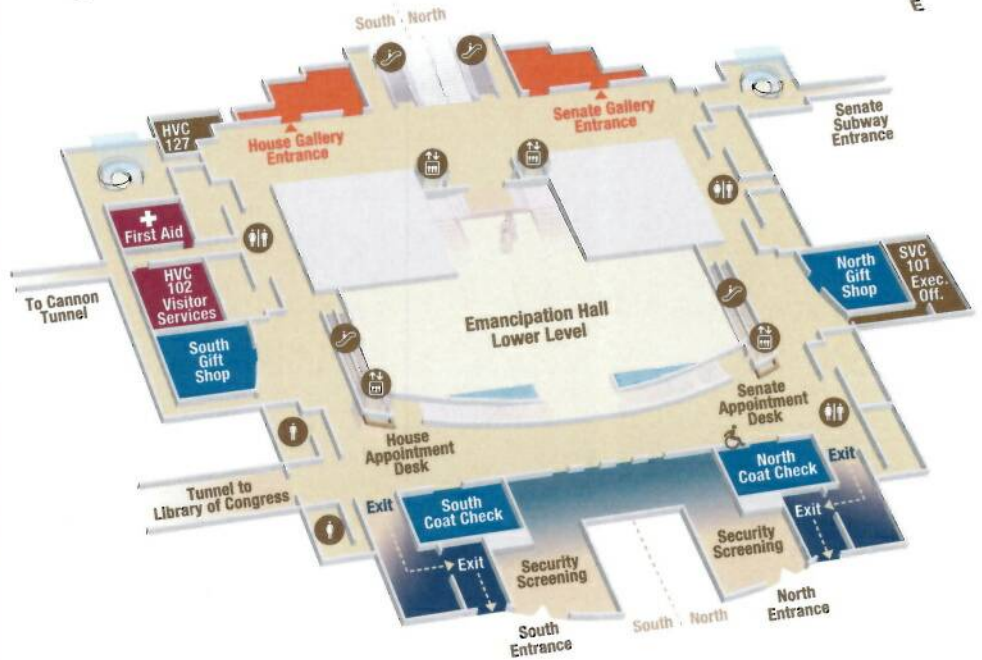 South
North
E
Senate Gallery
Entrance
House Gallery
Entrance
Senate
Subway
Entrance
HVC
127
First Aid
HVC
102
Visitor
Services
To Cannon
Tunnel
South
Gift
Shop
North
Gift
Shop
SVC
101
Exec.
Off.
Emancipation Hall
Lower Level
House
Appointment
Desk
Senate
Appointment
Desk
Tunnel to
Library of Congress
Exit
South
Coat Check
North
Coat Check
Exit
Exit
Security
Screening
Security
Screening
Exit
South
Entrance
South
North
North
Entrance